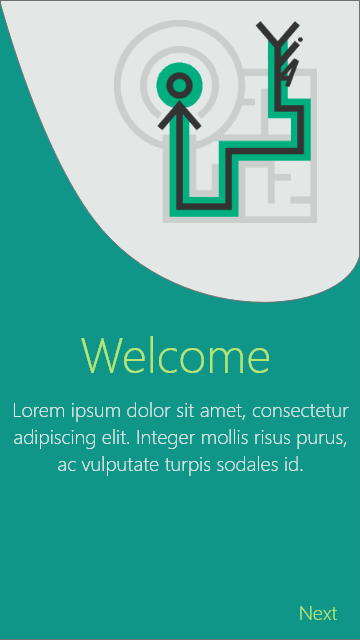 Welcome
Lorem ipsum dolor sit amet, consectetur
adipiscing elit. Integer mollis risus purus,
ac vulputate turpis sodales id.
Next